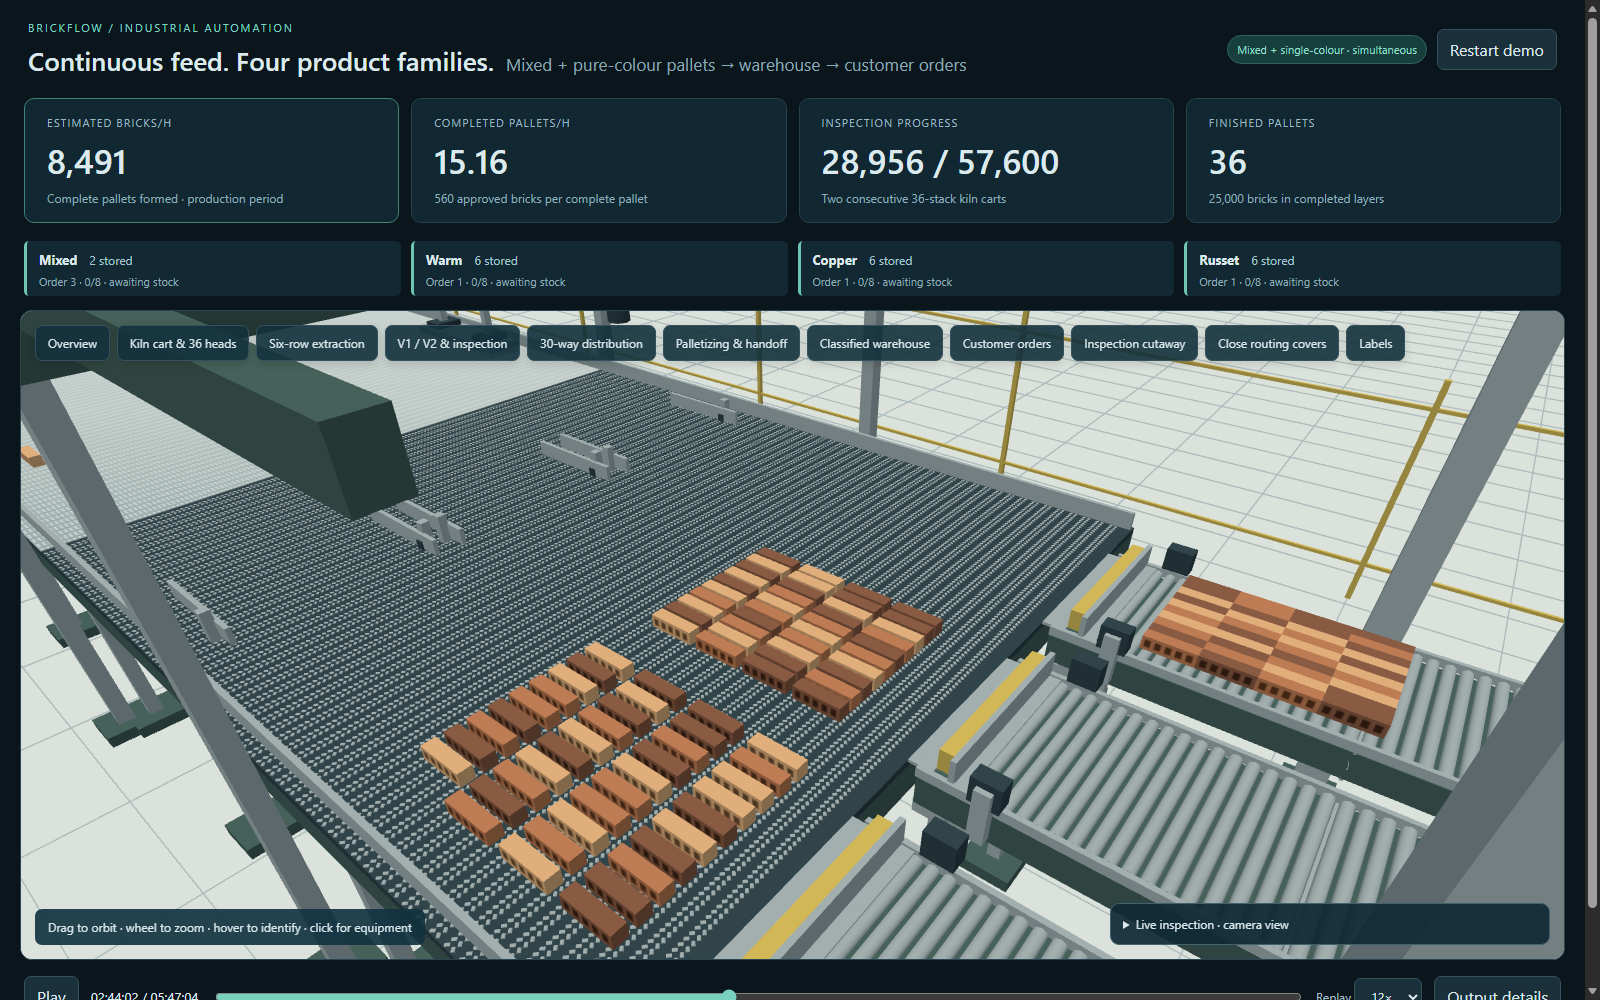 BRICKFLOW / INDUSTRIAL AUTOMATION
Continuous feed. Four product families. Mixed + pure-colour pallets → warehouse → customer orders
Mixed + single-colour · simultaneous
Restart demo
ESTIMATED BRICKS/H
8,491
Complete pallets formed · production period
COMPLETED PALLETS/H
15.16
560 approved bricks per complete pallet
INSPECTION PROGRESS
28,956 / 57,600
Two consecutive 36-stack kiln carts
FINISHED PALLETS
36
25,000 bricks in completed layers
Mixed 2 stored
Order 3 · 0/8 · awaiting stock
Warm 6 stored
Order 1 · 0/8 · awaiting stock
Copper 6 stored
Order 1 · 0/8 · awaiting stock
Russet 6 stored
Order 1 · 0/8 · awaiting stock
Overview
Kiln cart & 36 heads
Six-row extraction
V1 / V2 & inspection
30-way distribution
Palletizing & handoff
Classified warehouse
Customer orders
Inspection cutaway
Close routing covers
Labels
Drag to orbit · wheel to zoom · hover to identify · click for equipment
Live inspection · camera view
Play
02:44:02 / 05:47:04
Replay
12×
Output details